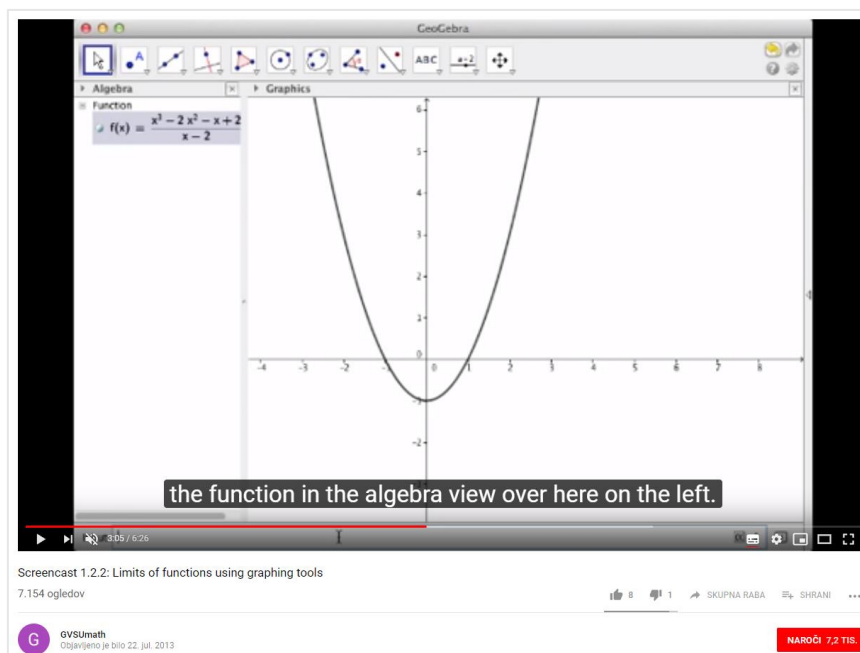 GeoGebra
ABC
a=2
Algebra
Graphics
Function
f(x) = x³ − 2 x² − x + 2
x − 2
6
5
4
3
2
1
0
-4 -3 -2 -1 0 1 2 3 4 5 6 7 8
-1
-2
the function in the algebra view over here on the left.
3:05 / 6:26
Screencast 1.2.2: Limits of functions using graphing tools
7.154 ogledov
8 1 SKUPNA RABA SHRANI
G
GVSUmath
Objavljeno je bilo 22. jul. 2013
NAROČI 7,2 TIS.